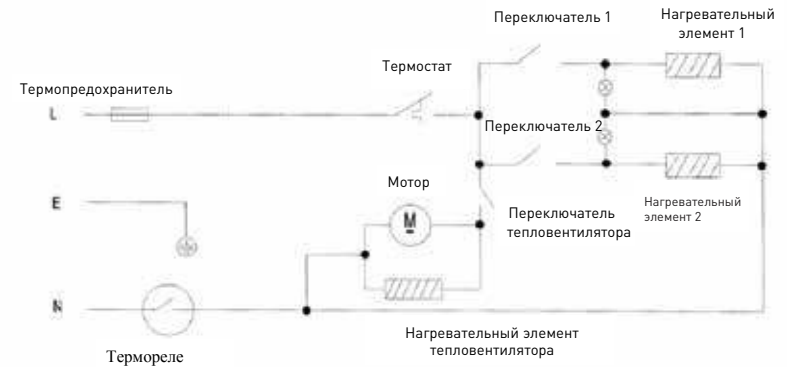 Переключатель 1
Нагревательный
элемент 1
Термостат
Термопредохранитель
L
Переключатель 2
Мотор
E
Нагревательный
элемент 2
M
Переключатель
тепловентилятора
N
Нагревательный элемент
тепловентилятора
Термореле